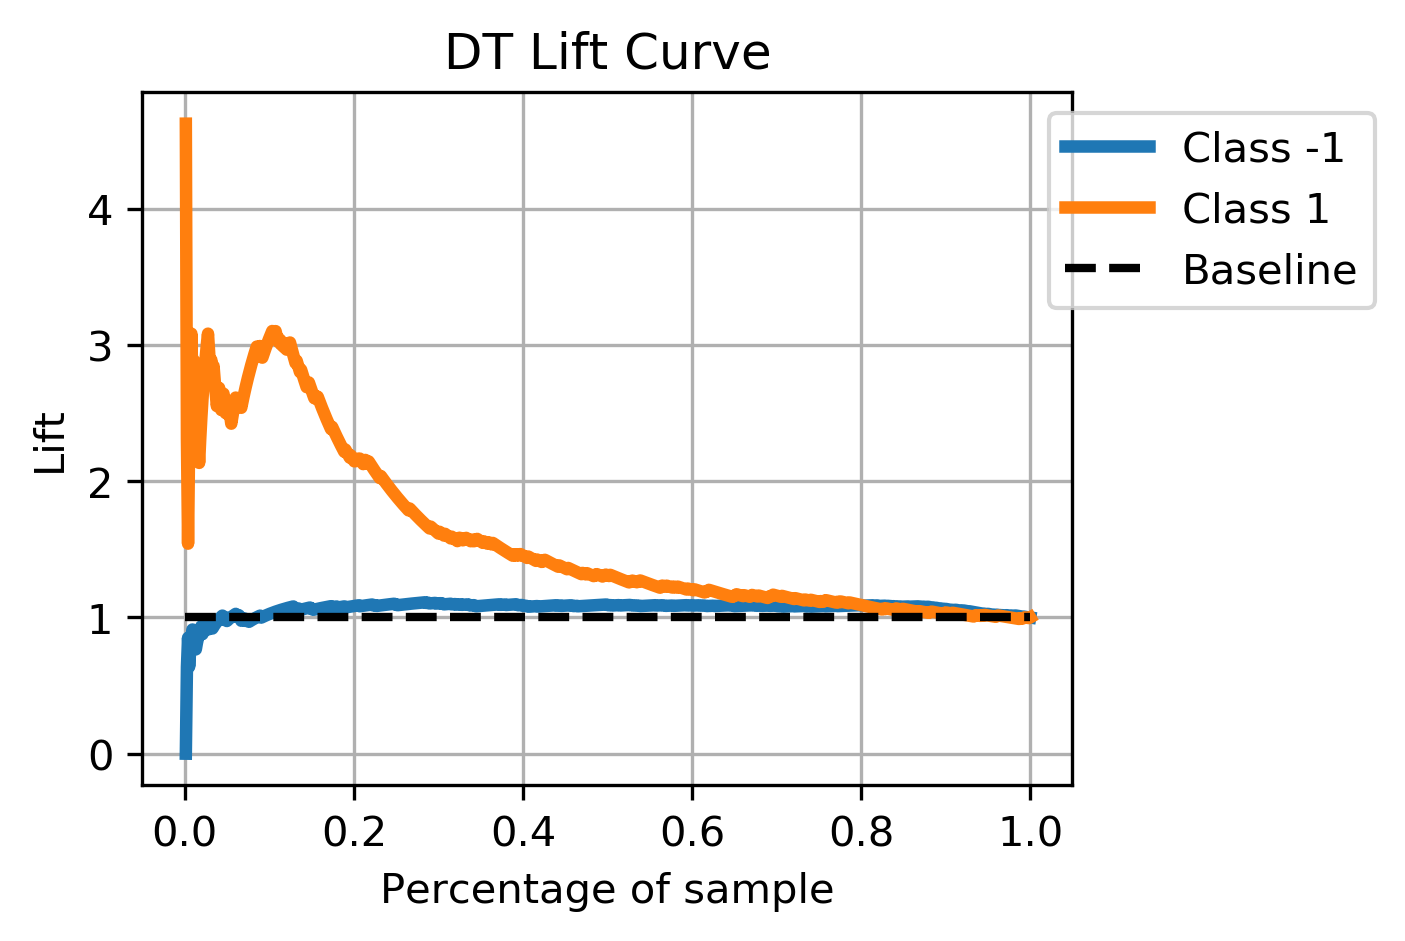 DT Lift Curve
Class -1
Class 1
Baseline
Lift
4
3
2
1
0
0.0 0.2 0.4 0.6 0.8 1.0
Percentage of sample